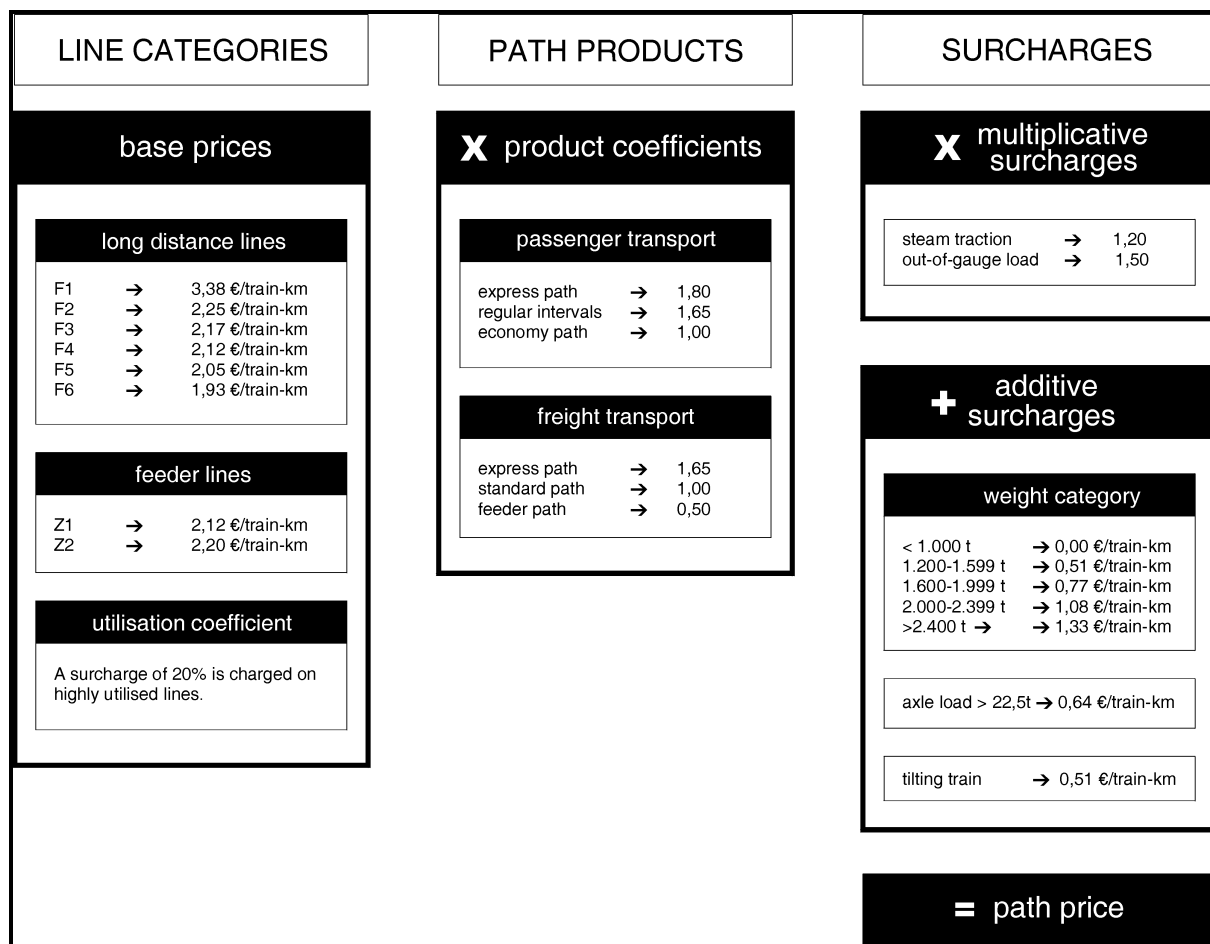 LINE CATEGORIES
base prices
long distance lines
F1 ➔ 3,38 €/train-km
F2 ➔ 2,25 €/train-km
F3 ➔ 2,17 €/train-km
F4 ➔ 2,12 €/train-km
F5 ➔ 2,05 €/train-km
F6 ➔ 1,93 €/train-km
feeder lines
Z1 ➔ 2,12 €/train-km
Z2 ➔ 2,20 €/train-km
utilisation coefficient
A surcharge of 20% is charged on
highly utilised lines.
PATH PRODUCTS
x product coefficients
passenger transport
express path ➔ 1,80
regular intervals ➔ 1,65
economy path ➔ 1,00
freight transport
express path ➔ 1,65
standard path ➔ 1,00
feeder path ➔ 0,50
SURCHARGES
x multiplicative
surcharges
steam traction ➔ 1,20
out-of-gauge load ➔ 1,50
+ additive
surcharges
weight category
< 1.000 t ➔ 0,00 €/train-km
1.200-1.599 t ➔ 0,51 €/train-km
1.600-1.999 t ➔ 0,77 €/train-km
2.000-2.399 t ➔ 1,08 €/train-km
>2.400 t ➔ ➔ 1,33 €/train-km
axle load > 22,5t ➔ 0,64 €/train-km
tilting train ➔ 0,51 €/train-km
= path price